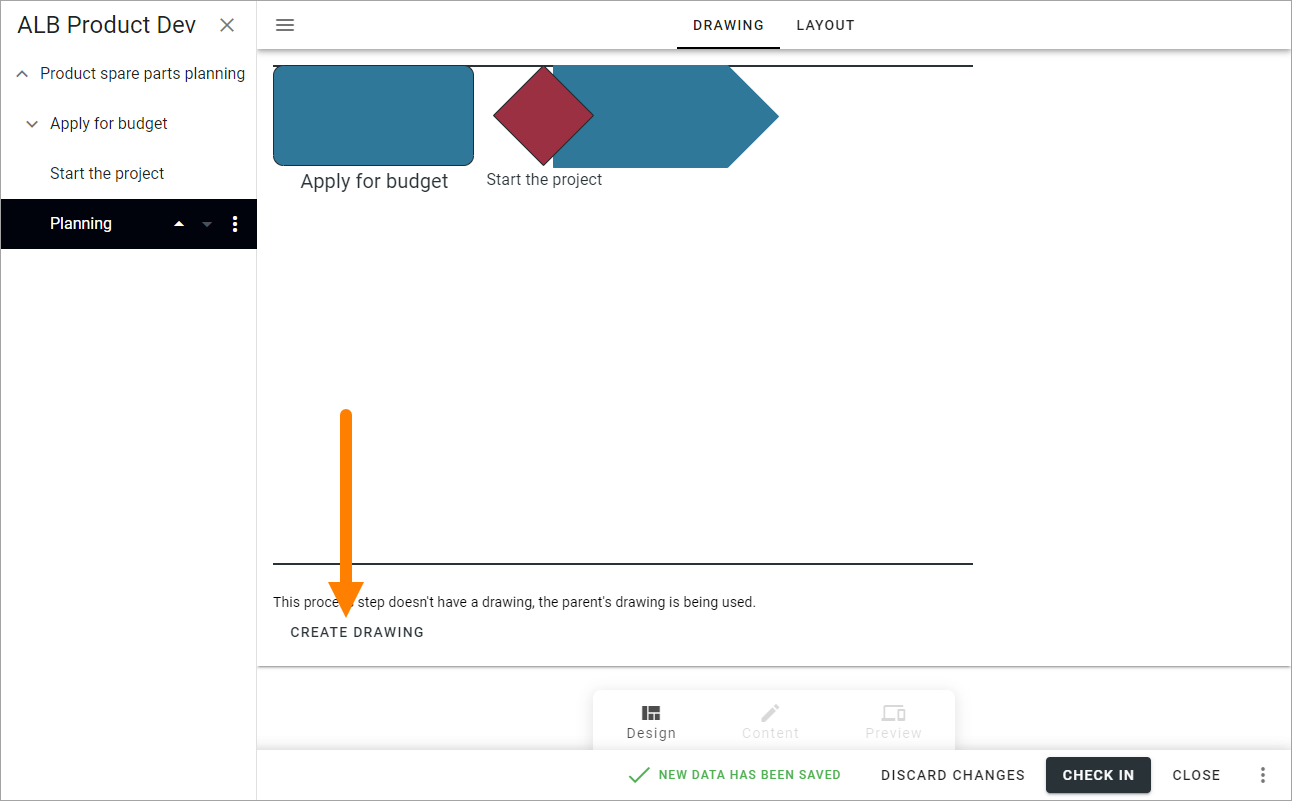 ALB Product Dev
DRAWING
LAYOUT
Product spare parts planning
Apply for budget
Start the project
Planning
Apply for budget
Start the project
This process step doesn't have a drawing, the parent's drawing is being used.
CREATE DRAWING
Design
Content
Preview
NEW DATA HAS BEEN SAVED
DISCARD CHANGES
CHECK IN
CLOSE